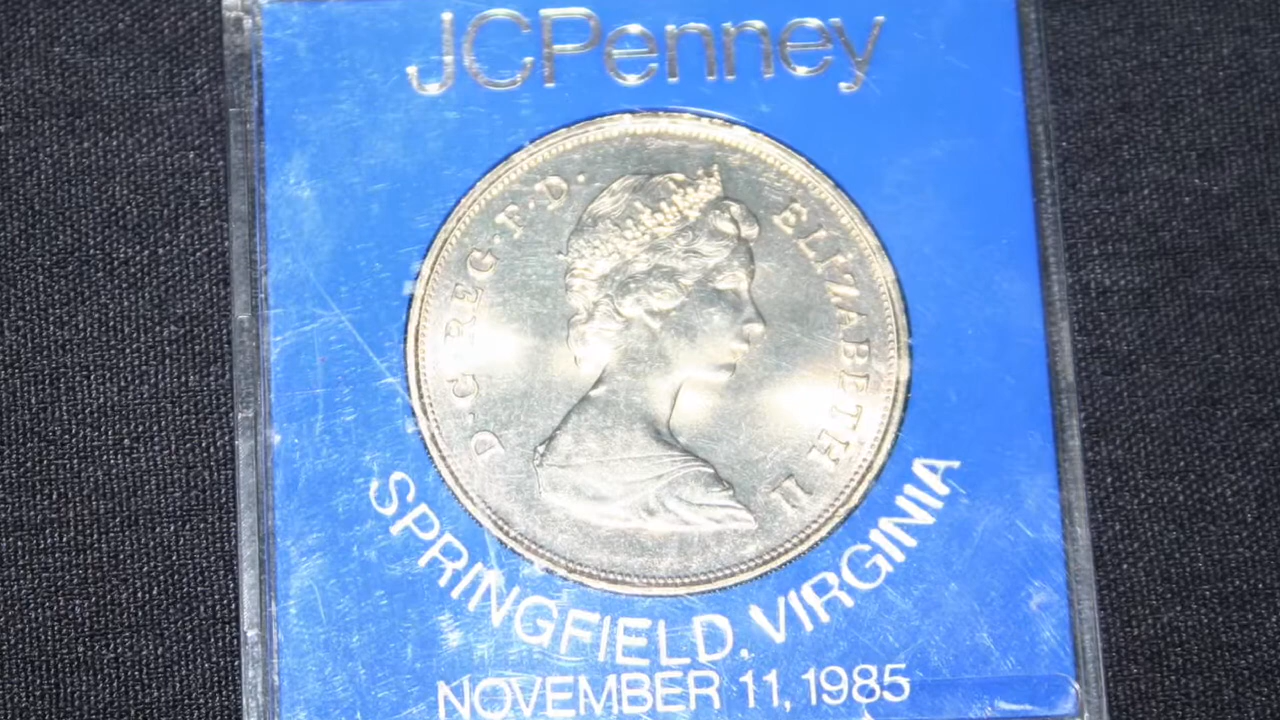 JCPenney
D·G·REG·F·D· ELIZABETH II
SPRINGFIELD, VIRGINIA
NOVEMBER 11, 1985